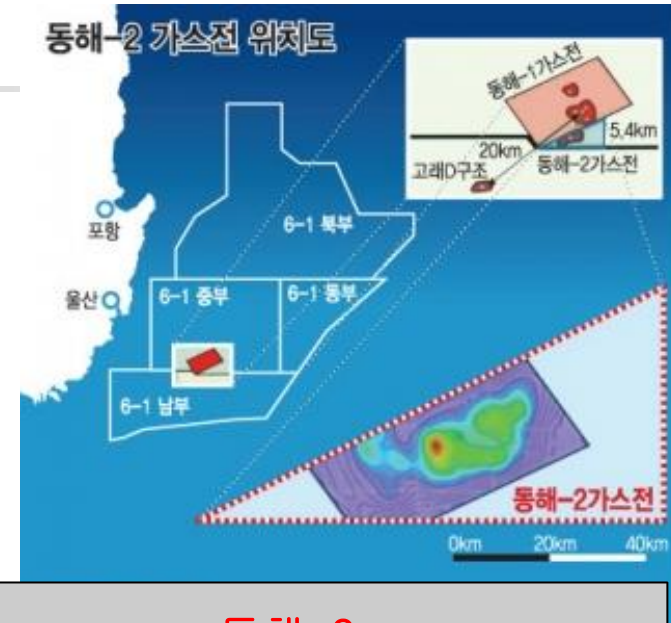 동해-2 가스전 위치도
동해-1가스전
5.4km
20km
고래D구조
동해-2가스전
포항
6-1 북부
울산
6-1 중부
6-1 동부
6-1 남부
동해-2가스전
0km
20km
40km